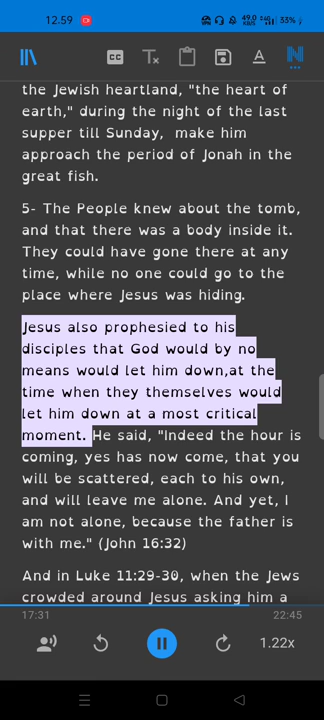 12.59
49.0
KB/S
24G
33%
CC
the Jewish heartland, "the heart of
earth," during the night of the last
supper till Sunday,  make him
approach the period of Jonah in the
great fish.
5- The People knew about the tomb,
and that there was a body inside it.
They could have gone there at any
time, while no one could go to the
place where Jesus was hiding.
Jesus also prophesied to his
disciples that God would by no
means would let him down,at the
time when they themselves would
let him down at a most critical
moment. He said, "Indeed the hour is
coming, yes has now come, that you
will be scattered, each to his own,
and will leave me alone. And yet, I
am not alone, because the father is
with me." (John 16:32)
And in Luke 11:29-30, when the Jews
crowded around Jesus asking him a
17:31
22:45
1.22x